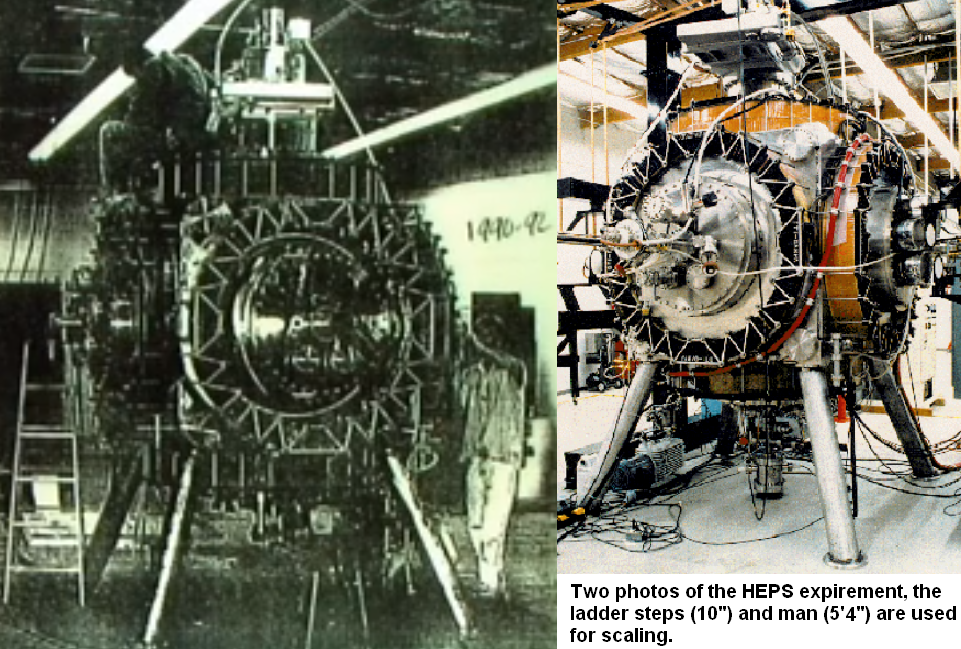 1990-92
Two photos of the HEPS expirement, the
ladder steps (10") and man (5'4") are used
for scaling.